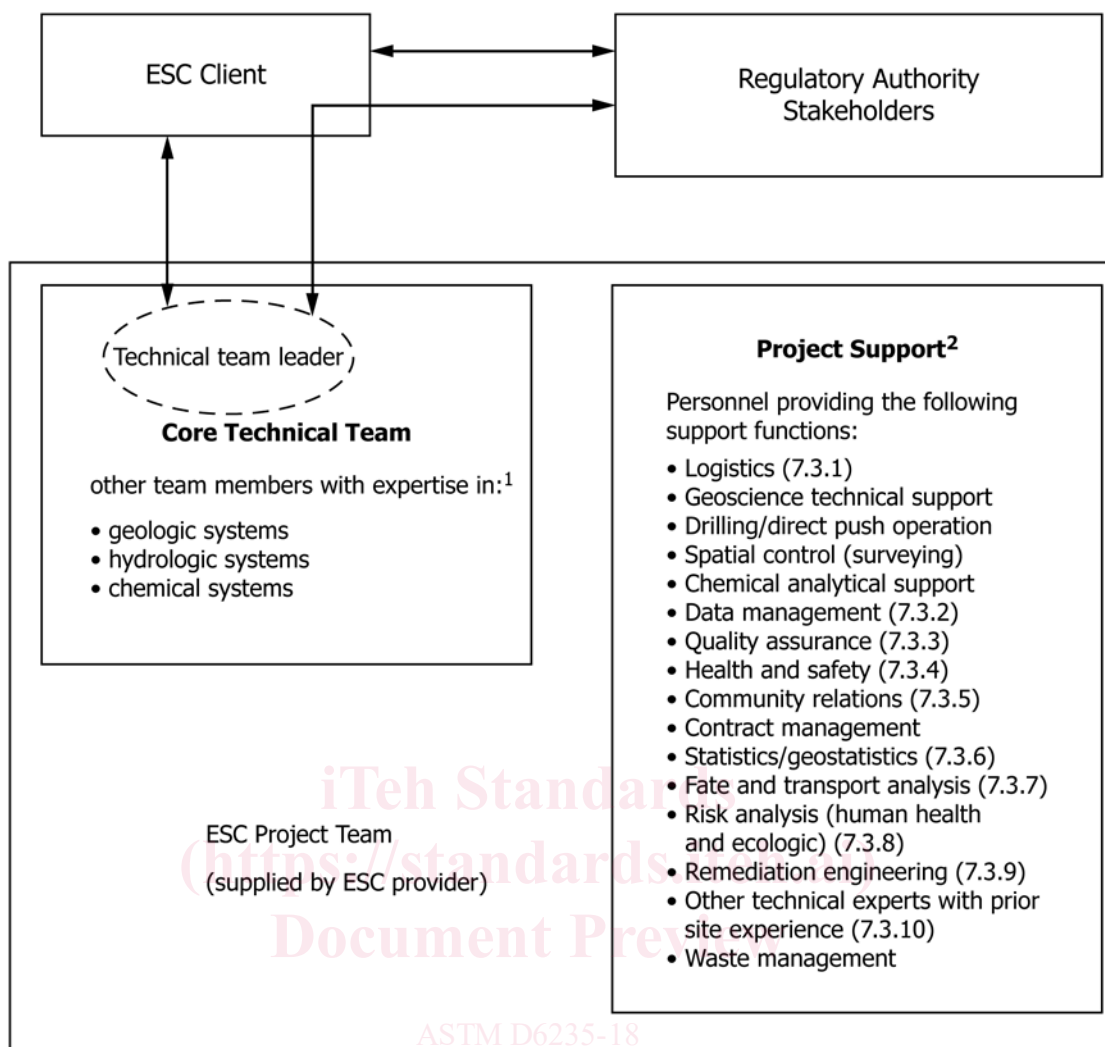 ESC Client
Regulatory Authority
Stakeholders
Technical team leader
Core Technical Team
other team members with expertise in:1
• geologic systems
• hydrologic systems
• chemical systems
Project Support2
Personnel providing the following
support functions:
• Logistics (7.3.1)
• Geoscience technical support
• Drilling/direct push operation
• Spatial control (surveying)
• Chemical analytical support
• Data management (7.3.2)
• Quality assurance (7.3.3)
• Health and safety (7.3.4)
• Community relations (7.3.5)
• Contract management
• Statistics/geostatistics (7.3.6)
• Fate and transport analysis (7.3.7)
• Risk analysis (human health
and ecologic) (7.3.8)
• Remediation engineering (7.3.9)
• Other technical experts with prior
site experience (7.3.10)
• Waste management
ESC Project Team
(supplied by ESC provider)
iTeh Standards
(https://standards.iteh.ai)
Document Preview
ASTM D6235-18